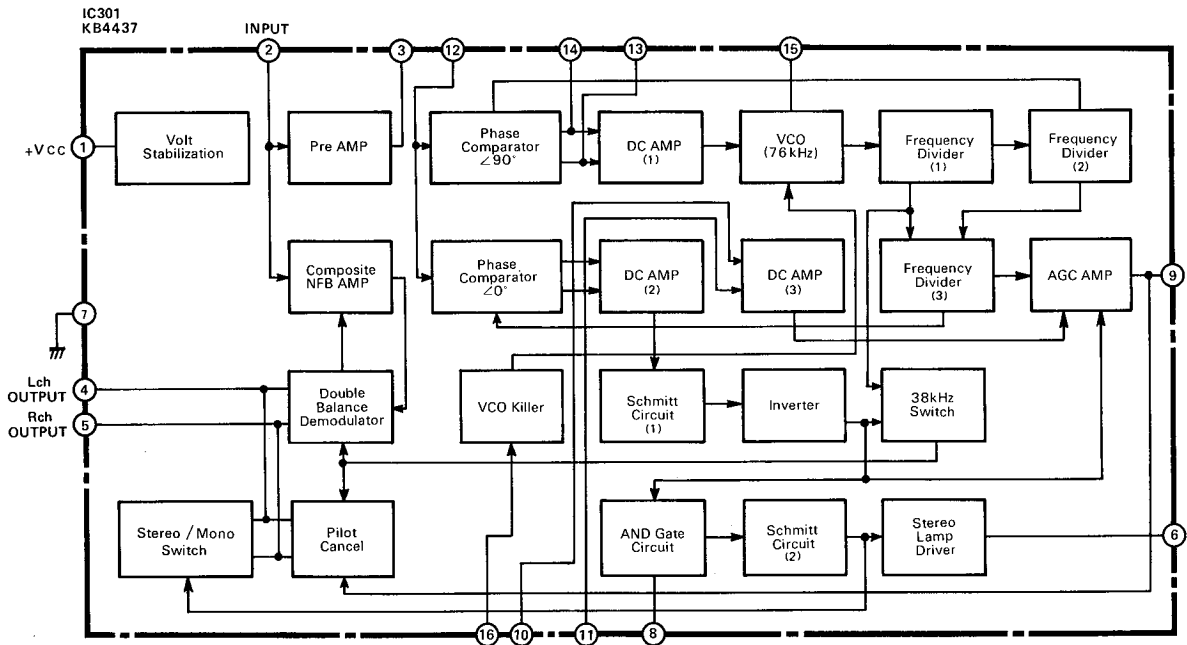 IC301
KB4437
INPUT
2
3
12
14
13
15
+VCC
1
Volt
Stabilization
Pre AMP
Phase
Comparator
∠90°
DC AMP
(1)
VCO
(76kHz)
Frequency
Divider
(1)
Frequency
Divider
(2)
Composite
NFB AMP
Phase
Comparator
∠0°
DC AMP
(2)
DC AMP
(3)
Frequency
Divider
(3)
AGC AMP
9
7
Lch
OUTPUT
4
Rch
OUTPUT
5
Double
Balance
Demodulator
VCO Killer
Schmitt
Circuit
(1)
Inverter
38kHz
Switch
Stereo / Mono
Switch
Pilot
Cancel
AND Gate
Circuit
Schmitt
Circuit
(2)
Stereo
Lamp
Driver
6
16
10
11
8